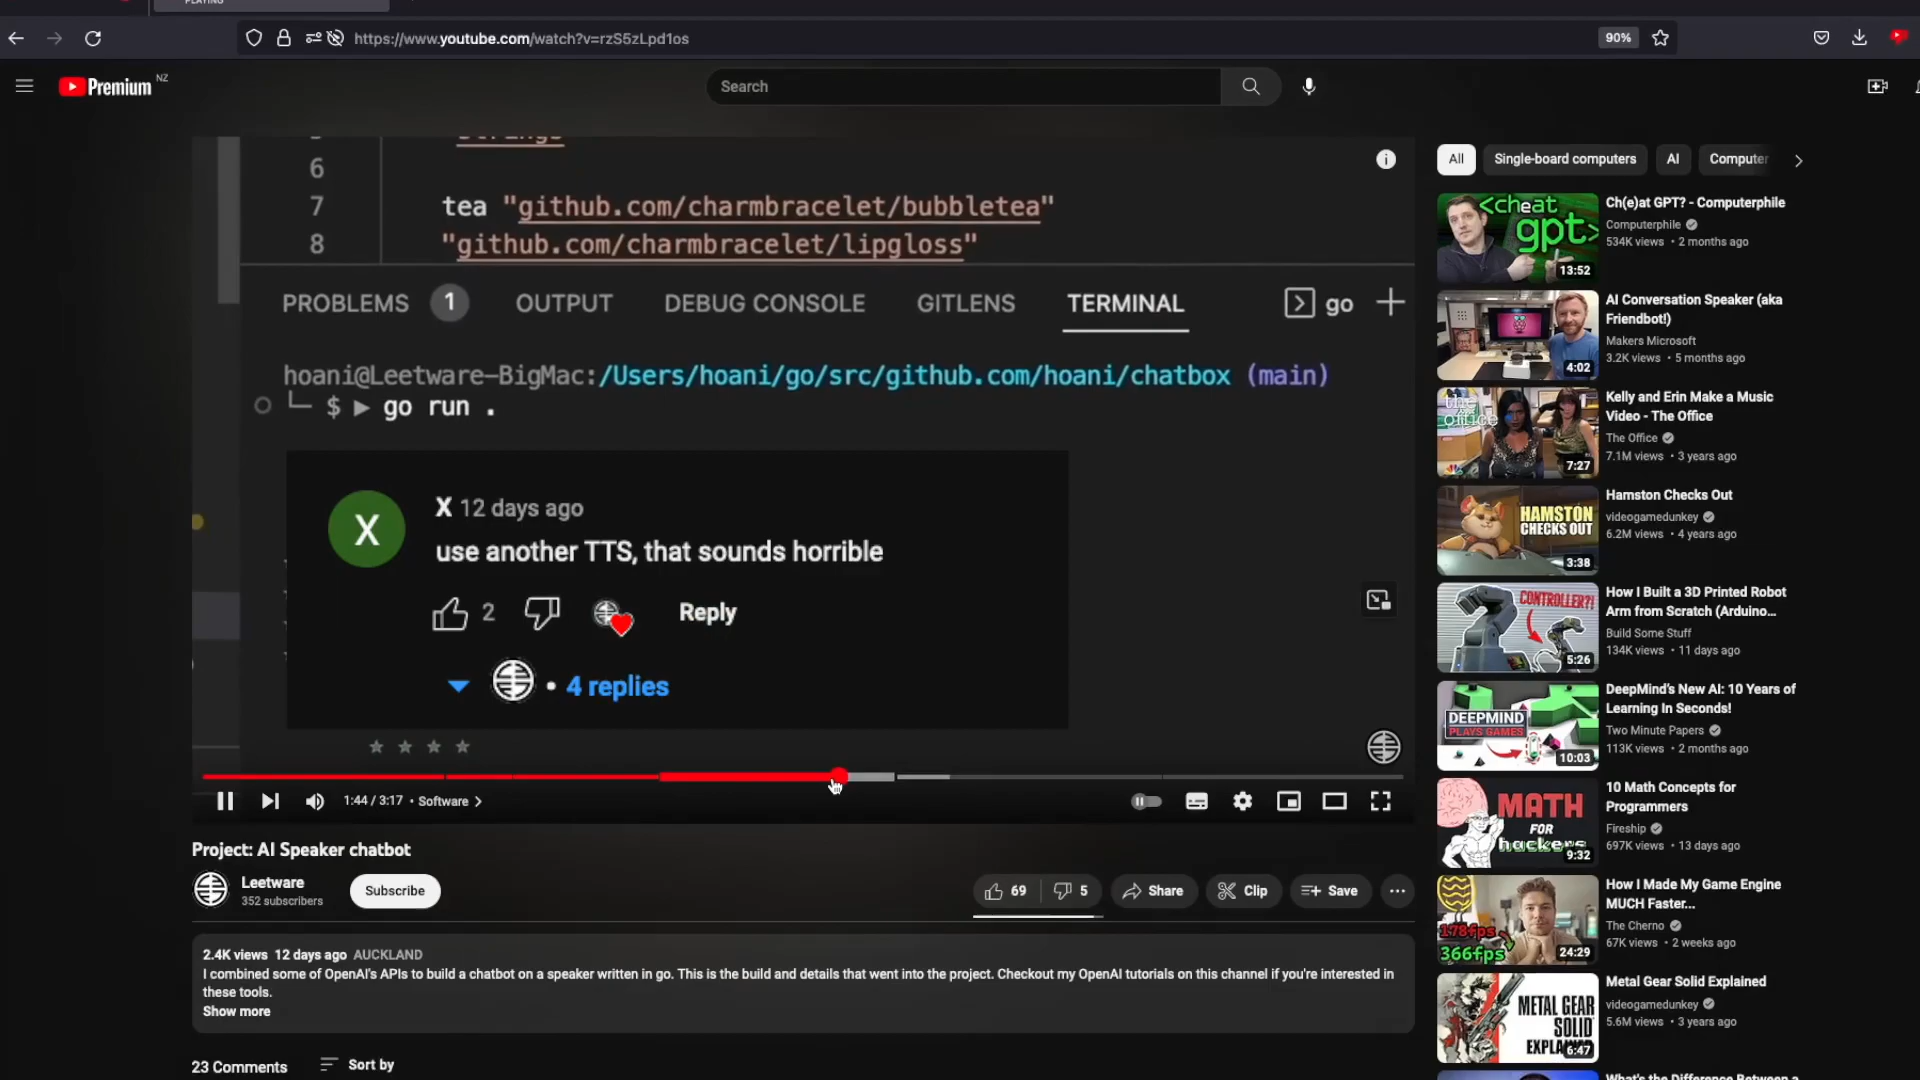 PLAYING
https://www.youtube.com/watch?v=rzS5zLpd1os
90%
Premium NZ
Search
6
7 tea "github.com/charmbracelet/bubbletea"
8 "github.com/charmbracelet/lipgloss"
PROBLEMS 1 OUTPUT DEBUG CONSOLE GITLENS TERMINAL go
hoani@Leetware-BigMac:/Users/hoani/go/src/github.com/hoani/chatbox (main)
$ go run .
X
X 12 days ago
use another TTS, that sounds horrible
2 Reply
• 4 replies
1:44 / 3:17 • Software
Project: AI Speaker chatbot
Leetware
352 subscribers
Subscribe
69 5 Share Clip Save
2.4K views 12 days ago AUCKLAND
I combined some of OpenAI's APIs to build a chatbot on a speaker written in go. This is the build and details that went into the project. Checkout my OpenAI tutorials on this channel if you're interested in
these tools.
Show more
23 Comments Sort by
All Single-board computers AI Computer
<cheat
gpt>
13:52
Ch(e)at GPT? - Computerphile
Computerphile
534K views • 2 months ago
4:02
AI Conversation Speaker (aka
Friendbot!)
Makers Microsoft
3.2K views • 5 months ago
the
office
7:27
Kelly and Erin Make a Music
Video - The Office
The Office
7.1M views • 3 years ago
HAMSTON
CHECKS OUT
3:38
Hamston Checks Out
videogamedunkey
6.2M views • 4 years ago
CONTROLLER?!
5:26
How I Built a 3D Printed Robot
Arm from Scratch (Arduino...
Build Some Stuff
134K views • 11 days ago
DEEPMIND
PLAYS GAMES
10:03
DeepMind's New AI: 10 Years of
Learning In Seconds!
Two Minute Papers
113K views • 2 months ago
MATH
FOR
hackers
9:32
10 Math Concepts for
Programmers
Fireship
697K views • 13 days ago
178fps
366fps
24:29
How I Made My Game Engine
MUCH Faster...
The Cherno
67K views • 2 weeks ago
METAL GEAR
SOLID
EXPLAINED
6:47
Metal Gear Solid Explained
videogamedunkey
5.6M views • 3 years ago
What's the Difference Between a